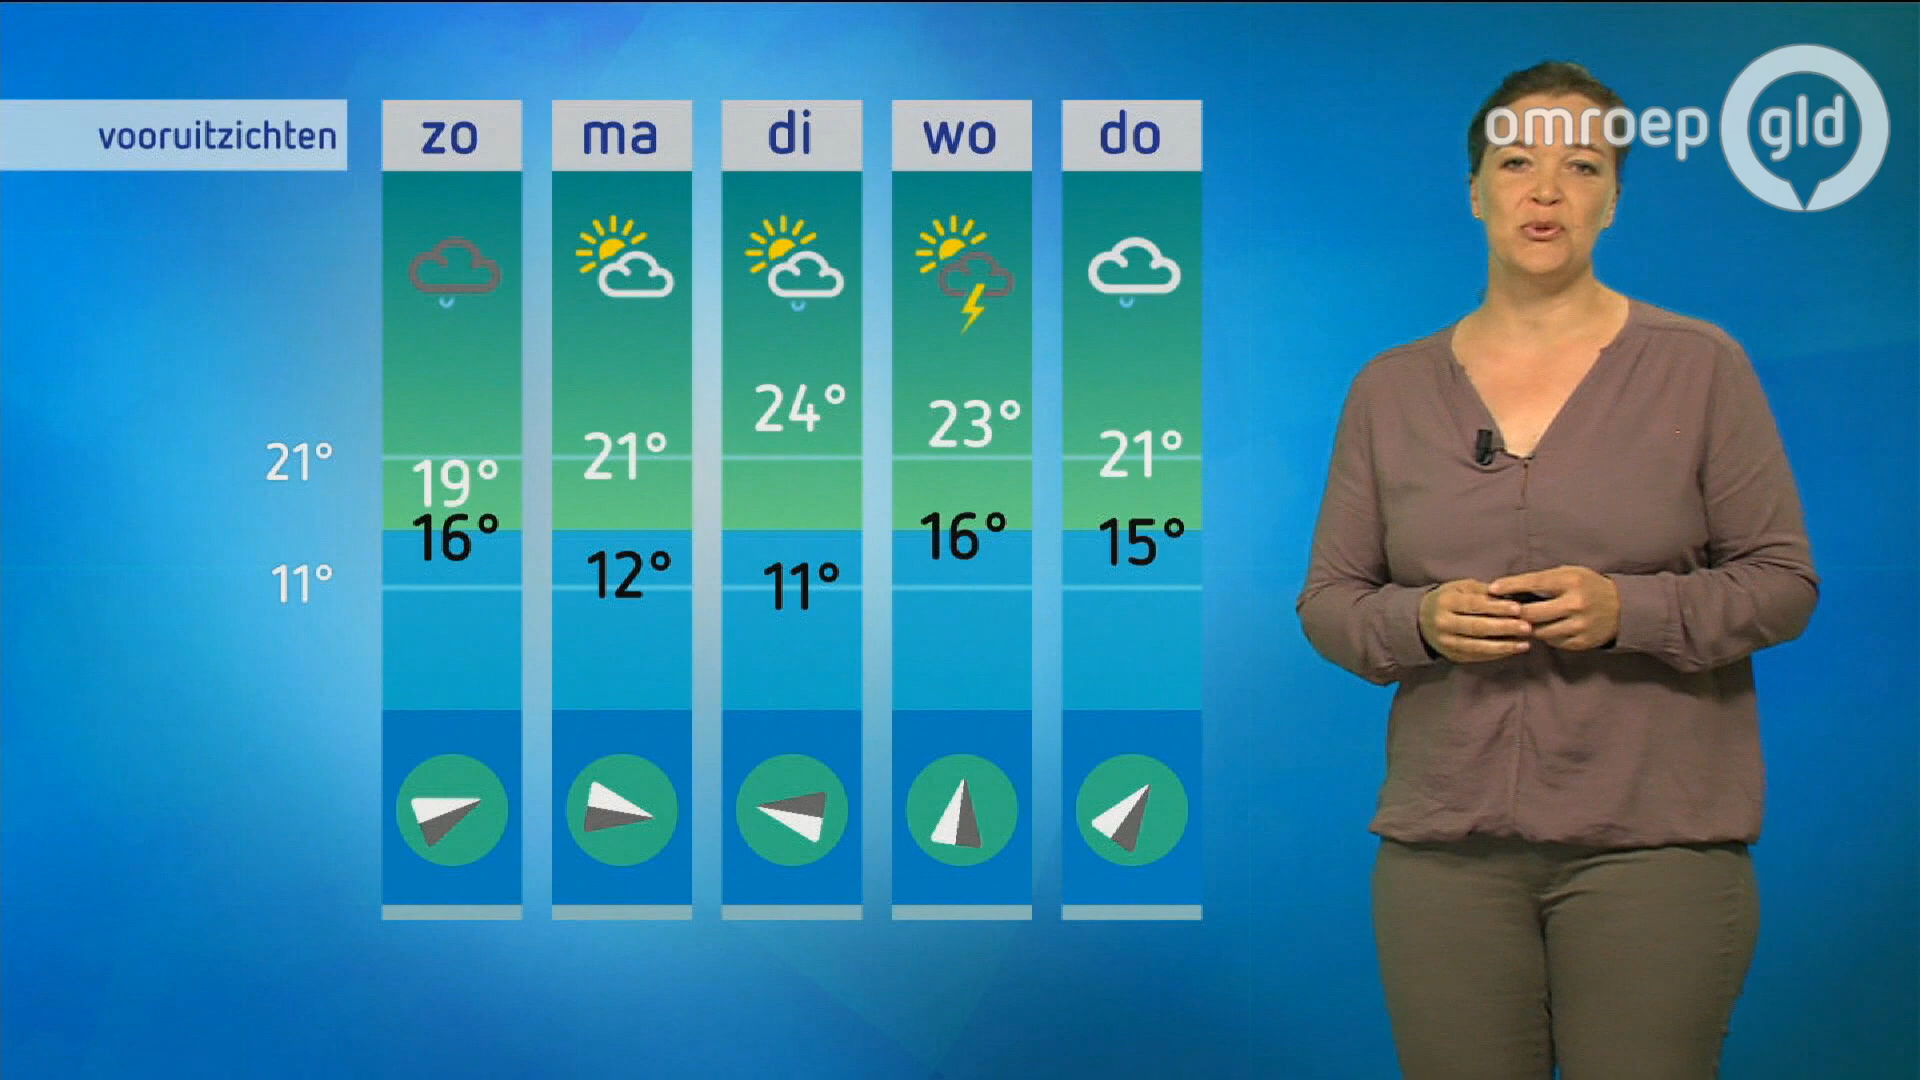 vooruitzichten
zo ma di wo do
omroep gld
24°
23°
21° 21° 21°
19°
16° 16° 15°
12° 11°
11°